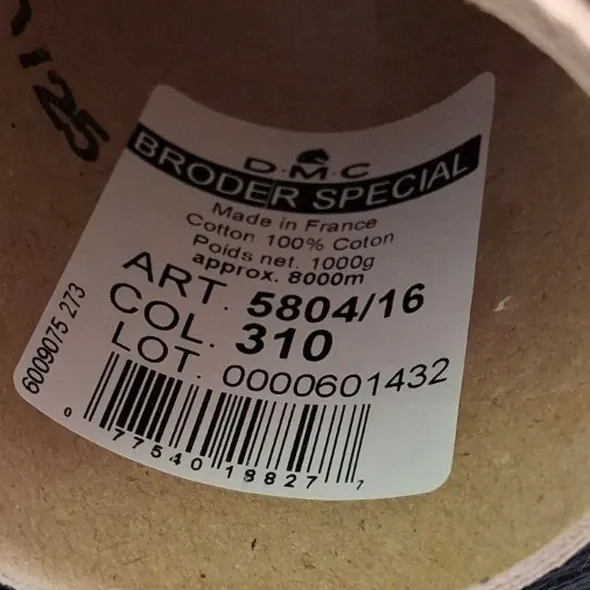 125
D·M·C
BRODER SPECIAL
Made in France
Cotton 100% Coton
Poids net. 1000g
approx. 8000m
ART. 5804/16
COL. 310
LOT. 0000601432
6009075 273
0 77540 18827 7